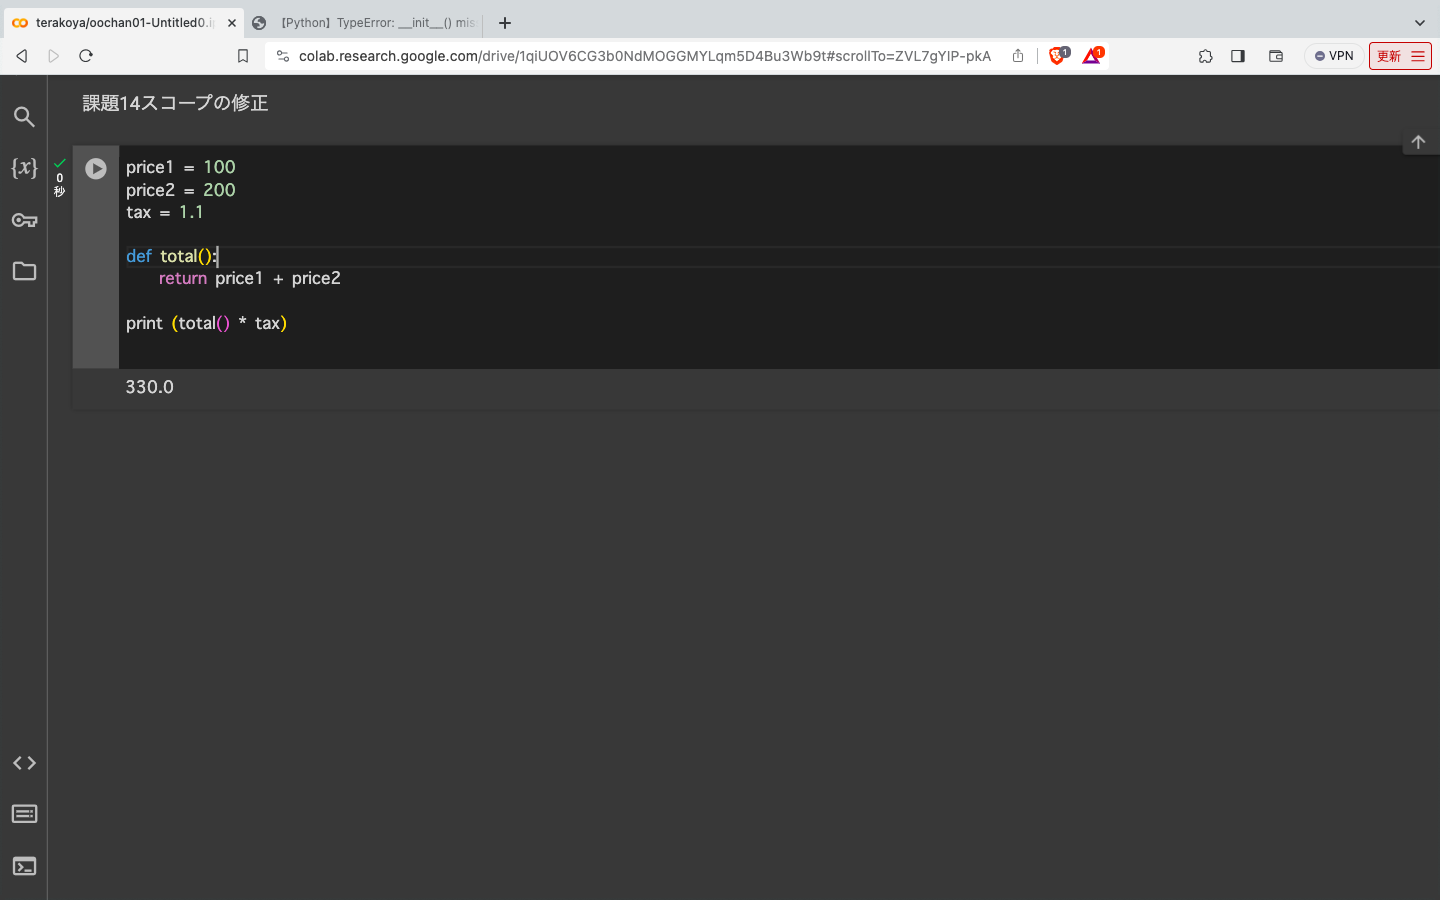 terakoya/oochan01-Untitled0.i
【Python】TypeError: __init__() mis
colab.research.google.com/drive/1qiUOV6CG3b0NdMOGGMYLqm5D4Bu3Wb9t#scrollTo=ZVL7gYIP-pkA
1
1
VPN
更新
課題14スコープの修正
{x}
0
秒
price1 = 100
price2 = 200
tax = 1.1
def total():
return price1 + price2
print (total() * tax)
330.0